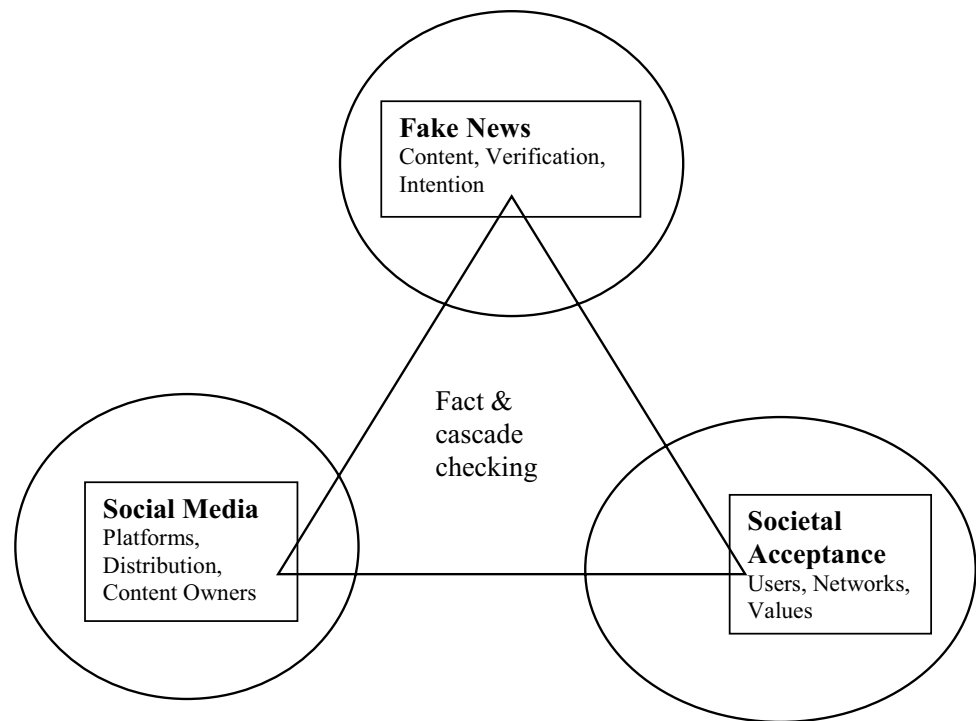 Fake News
Content, Verification,
Intention
Fact &
cascade
checking
Social Media
Platforms,
Distribution,
Content Owners
Societal
Acceptance
Users, Networks,
Values